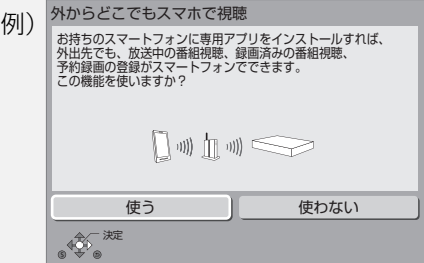 例）
外からどこでもスマホで視聴
お持ちのスマートフォンに専用アプリをインストールすれば、
外出先でも、放送中の番組視聴、録画済みの番組視聴、
予約録画の登録がスマートフォンでできます。
この機能を使いますか？
使う
使わない
決定